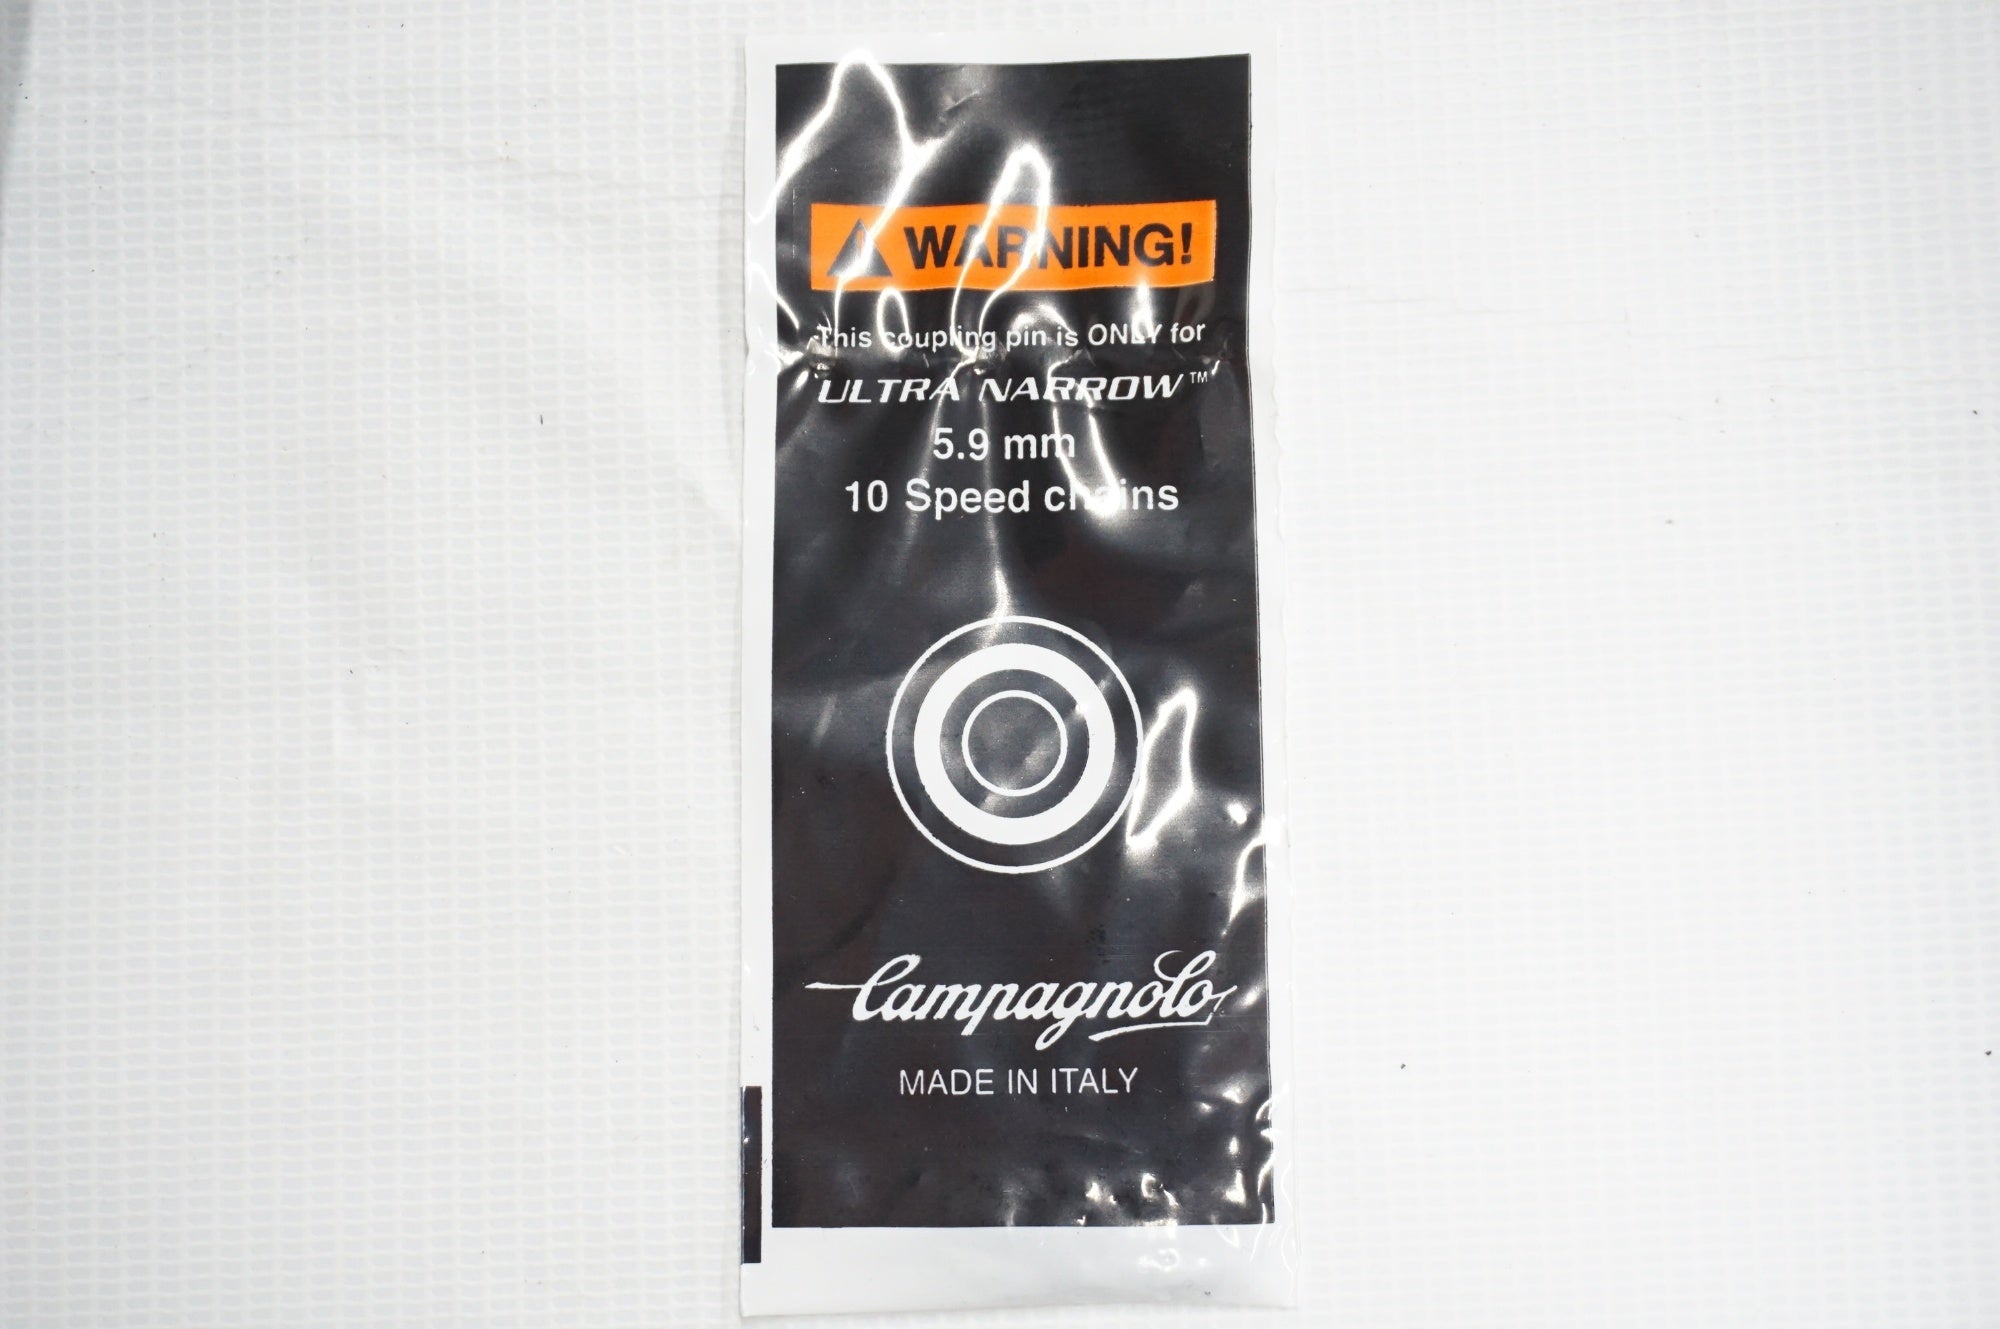 WARNING!
This coupling pin is ONLY for
ULTRA NARROW™
5.9 mm
10 Speed chains
Campagnolo
MADE IN ITALY